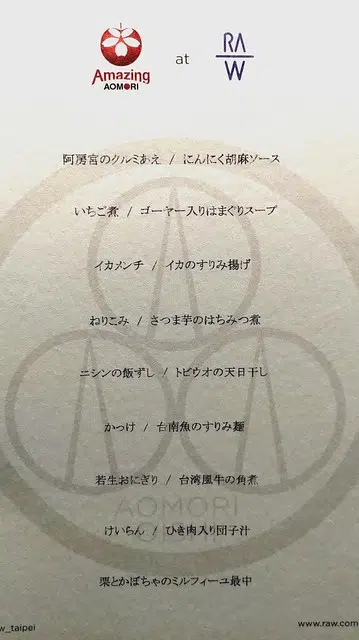 Amazing
AOMORI
at
RA
W
阿房宮のクルミあえ / にんにく胡麻ソース
いちご煮 / ゴーヤー入りはまぐりスープ
イカメンチ / イカのすりみ揚げ
ねりこみ / さつま芋のはちみつ煮
ニシンの飯ずし / トビウオの天日干し
かっけ / 台南魚のすりみ麺
若生おにぎり / 台湾風牛の角煮
AOMORI
けいらん / ひき肉入り団子汁
栗とかぼちゃのミルフィーユ最中
w_taipei
www.raw.com